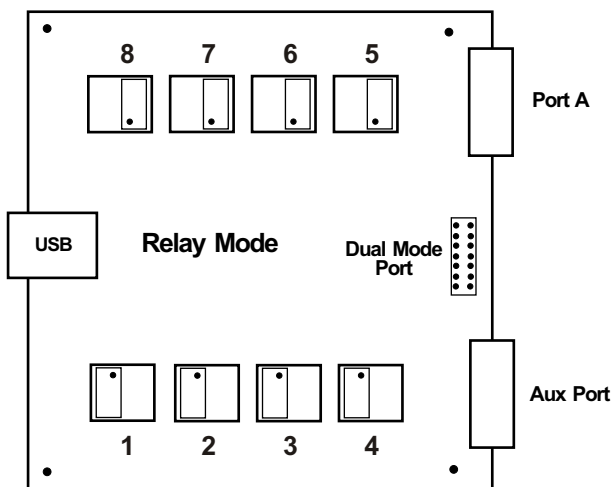 8 7 6 5
Port A
USB
Relay Mode
Dual Mode
Port
Aux Port
1 2 3 4